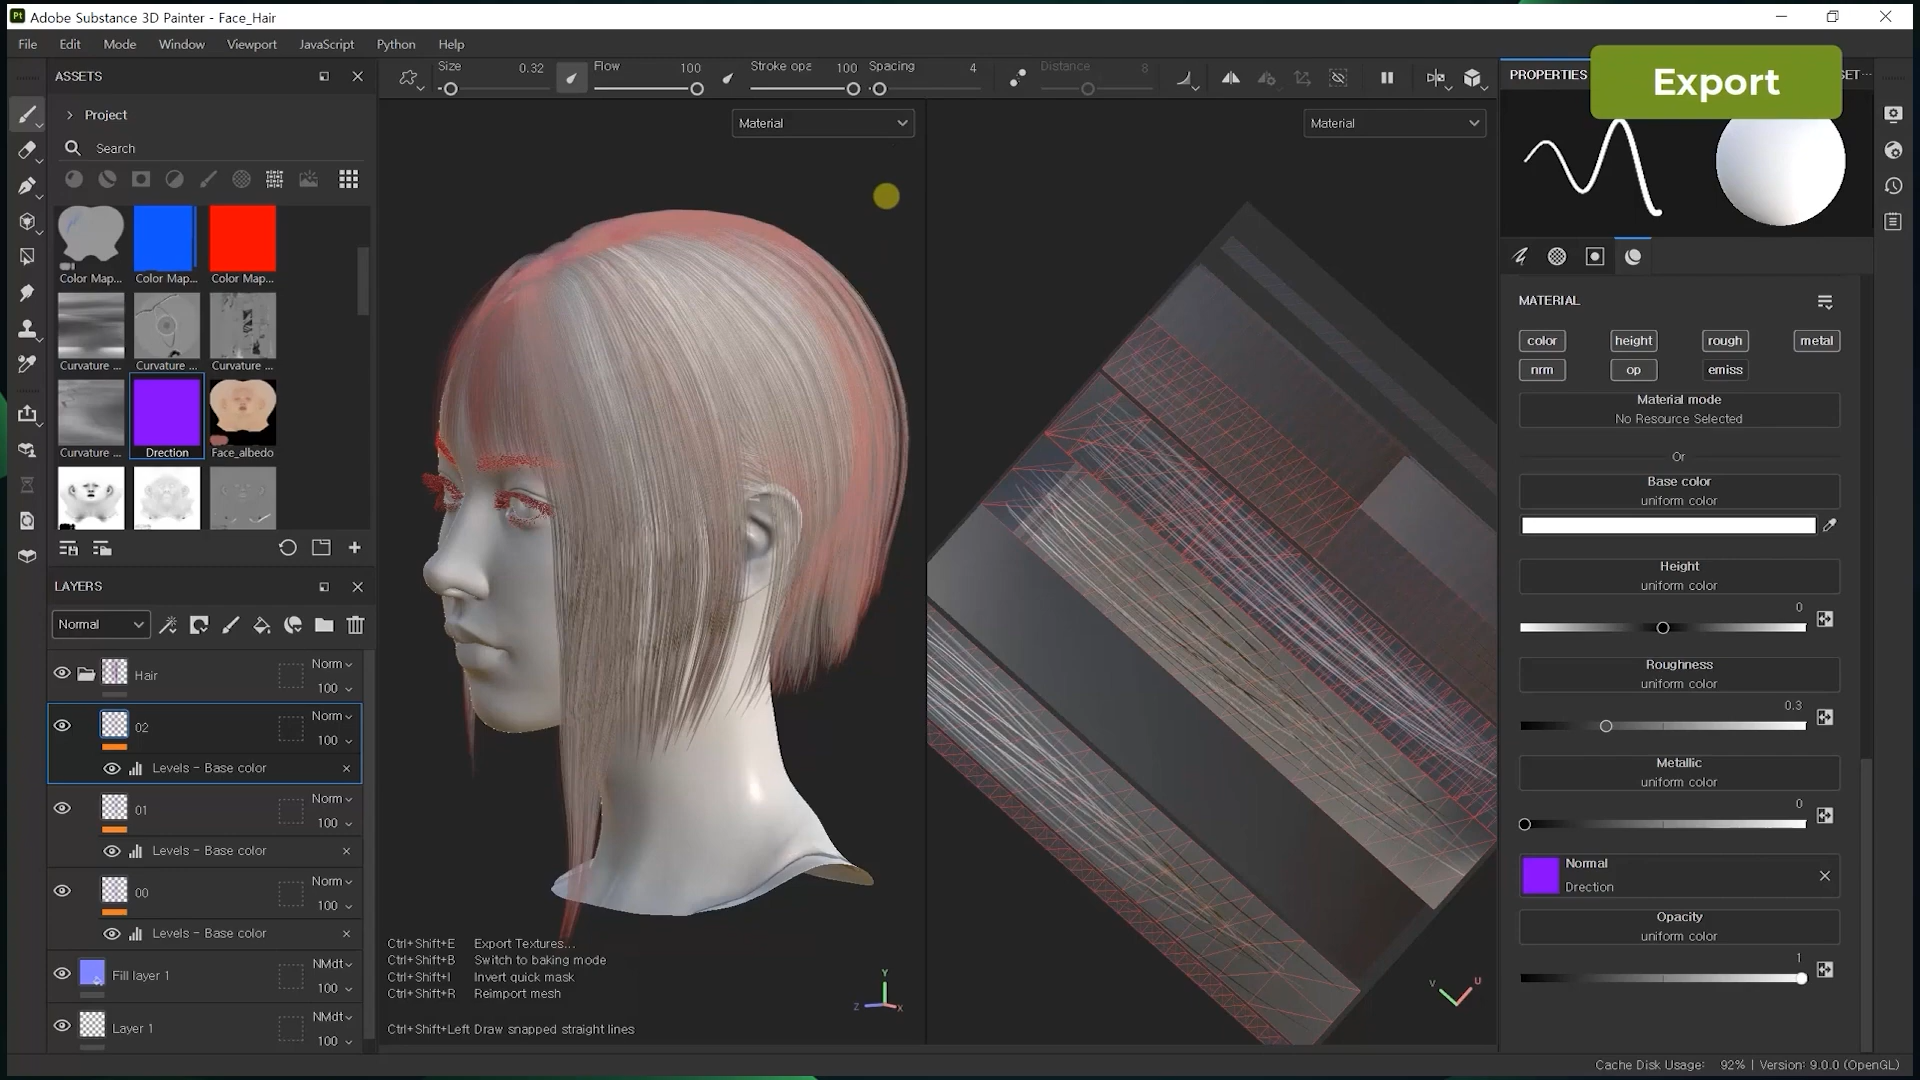 Adobe Substance 3D Painter - Face_Hair
File Edit Mode Window Viewport JavaScript Python Help
Export
ASSETS
Size 0.32
Flow 100
Stroke opa 100
Spacing 4
Distance 8
PROPERTIES
SET
Project
Search
Material
Material
Color Map... Color Map... Color Map...
Curvature ... Curvature ... Curvature ...
Curvature ... Drection Face_albedo
LAYERS
Normal
Hair Norm 100
02 Norm 100
Levels - Base color
01 Norm 100
Levels - Base color
00 Norm 100
Levels - Base color
Fill layer 1 NMdt 100
Layer 1 NMdt 100
Ctrl+Shift+E Export Textures...
Ctrl+Shift+B Switch to baking mode
Ctrl+Shift+I Invert quick mask
Ctrl+Shift+R Reimport mesh
Ctrl+Shift+Left Draw snapped straight lines
Y
Z
X
V
U
MATERIAL
color height rough metal
nrm op emiss
Material mode
No Resource Selected
Or
Base color
uniform color
Height
uniform color
0
Roughness
uniform color
0.3
Metallic
uniform color
0
Normal
Direction
Opacity
uniform color
1
Cache Disk Usage: 92% | Version: 9.0.0 (OpenGL)